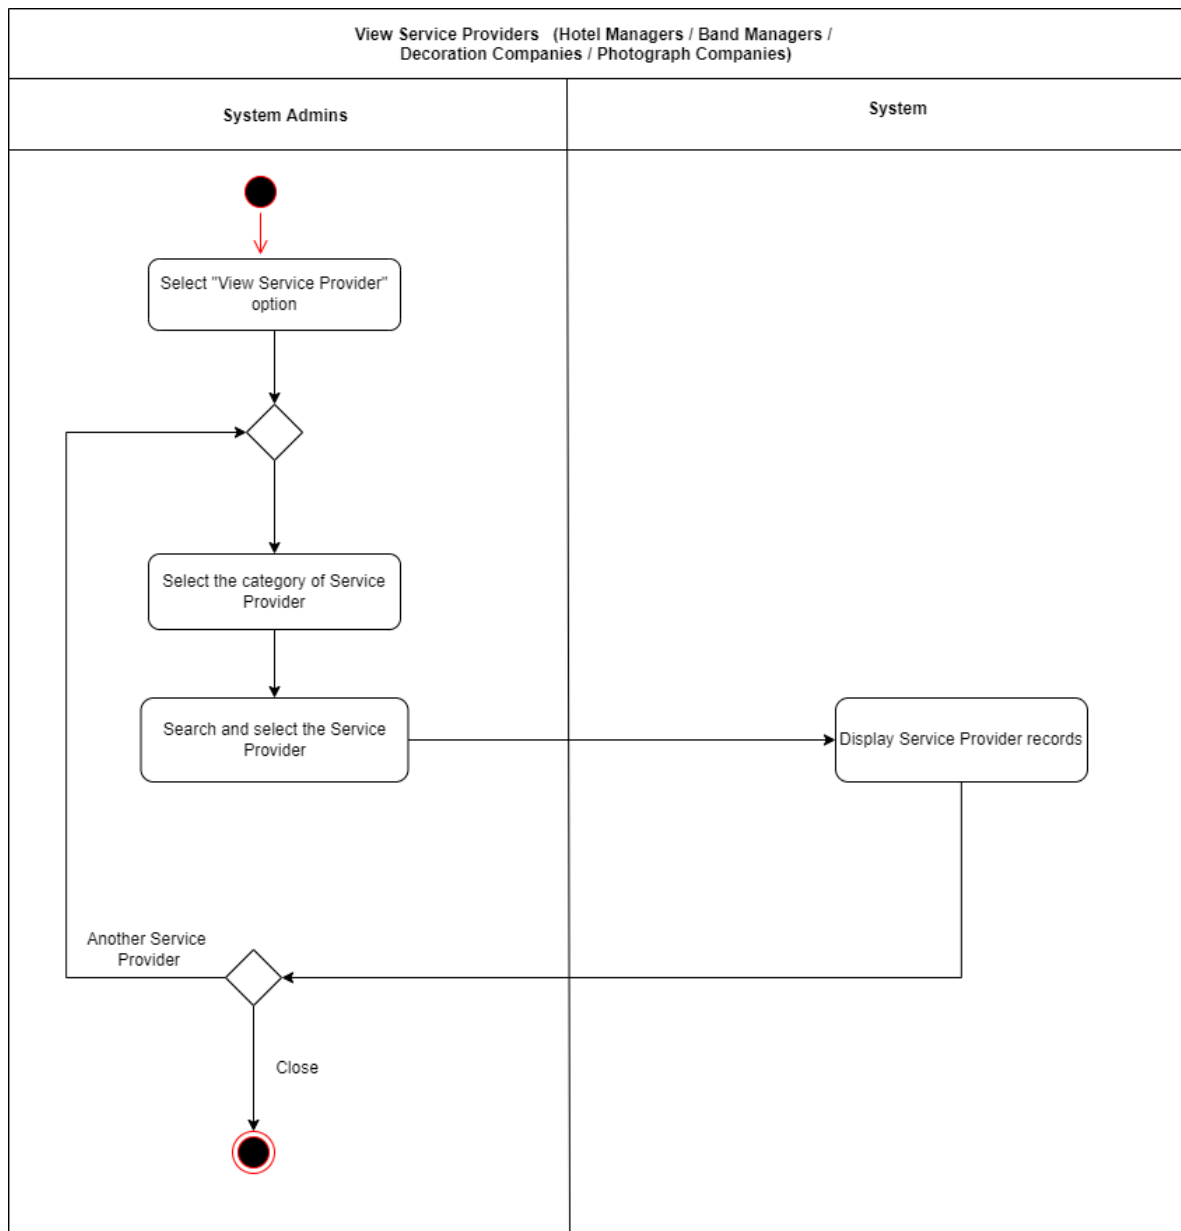 View Service Providers   (Hotel Managers / Band Managers /
Decoration Companies / Photograph Companies)
System Admins
System
Select "View Service Provider"
option
Select the category of Service
Provider
Search and select the Service
Provider
Display Service Provider records
Another Service
Provider
Close